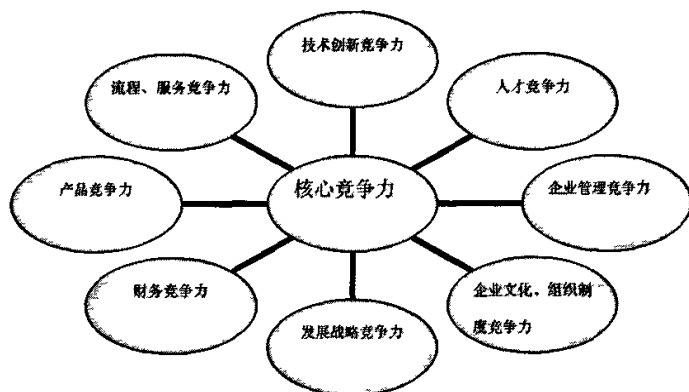 技术创新竞争力
流程、服务竞争力
人才竞争力
产品竞争力
核心竞争力
企业管理竞争力
财务竞争力
发展战略竞争力
企业文化、组织制
度竞争力